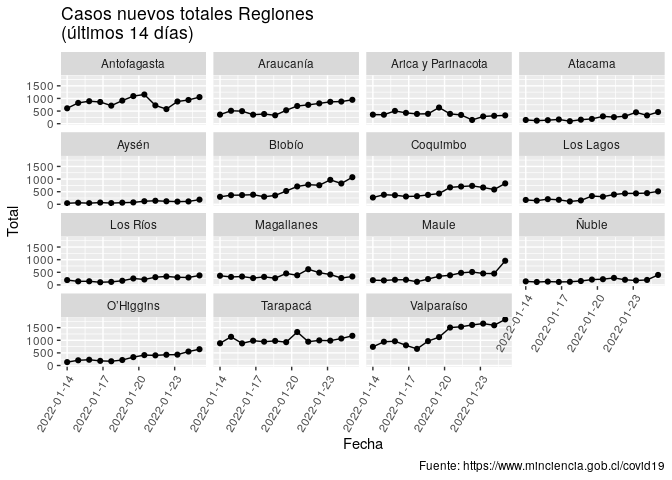 Casos nuevos totales Regiones
(últimos 14 días)
Antofagasta
Araucanía
Arica y Parinacota
Atacama
1500
1000
500
0
Aysén
Biobío
Coquimbo
Los Lagos
1500
1000
500
0
Los Ríos
Magallanes
Maule
Ñuble
1500
1000
500
0
O'Higgins
Tarapacá
Valparaíso
1500
1000
500
0
2022-01-14
2022-01-17
2022-01-20
2022-01-23
2022-01-14
2022-01-17
2022-01-20
2022-01-23
2022-01-14
2022-01-17
2022-01-20
2022-01-23
2022-01-14
2022-01-17
2022-01-20
2022-01-23
Total
Fecha
Fuente: https://www.minciencia.gob.cl/covid19